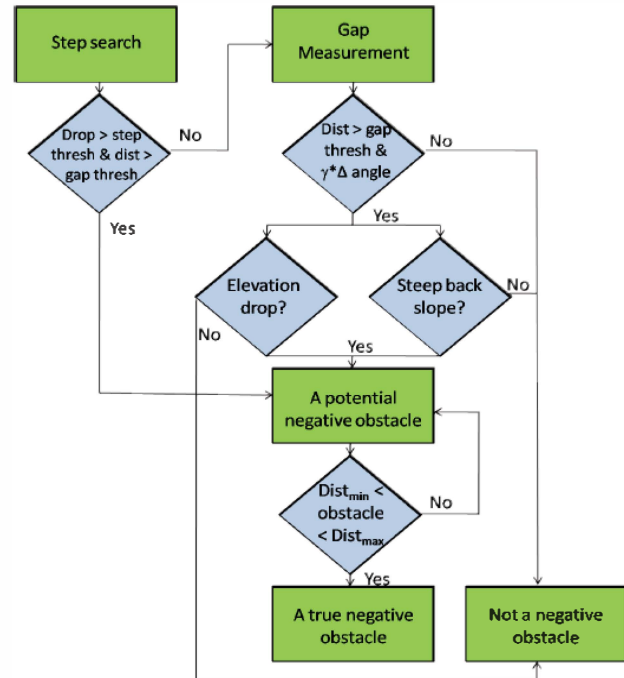 Step search
Gap
Measurement
Drop > step
thresh & dist >
gap thresh
No
Dist > gap
thresh &
γ*Δ angle
No
Yes
Yes
Elevation
drop?
Steep back
slope?
No
No
Yes
A potential
negative obstacle
Dist_min <
obstacle
< Dist_max
No
Yes
A true negative
obstacle
Not a negative
obstacle